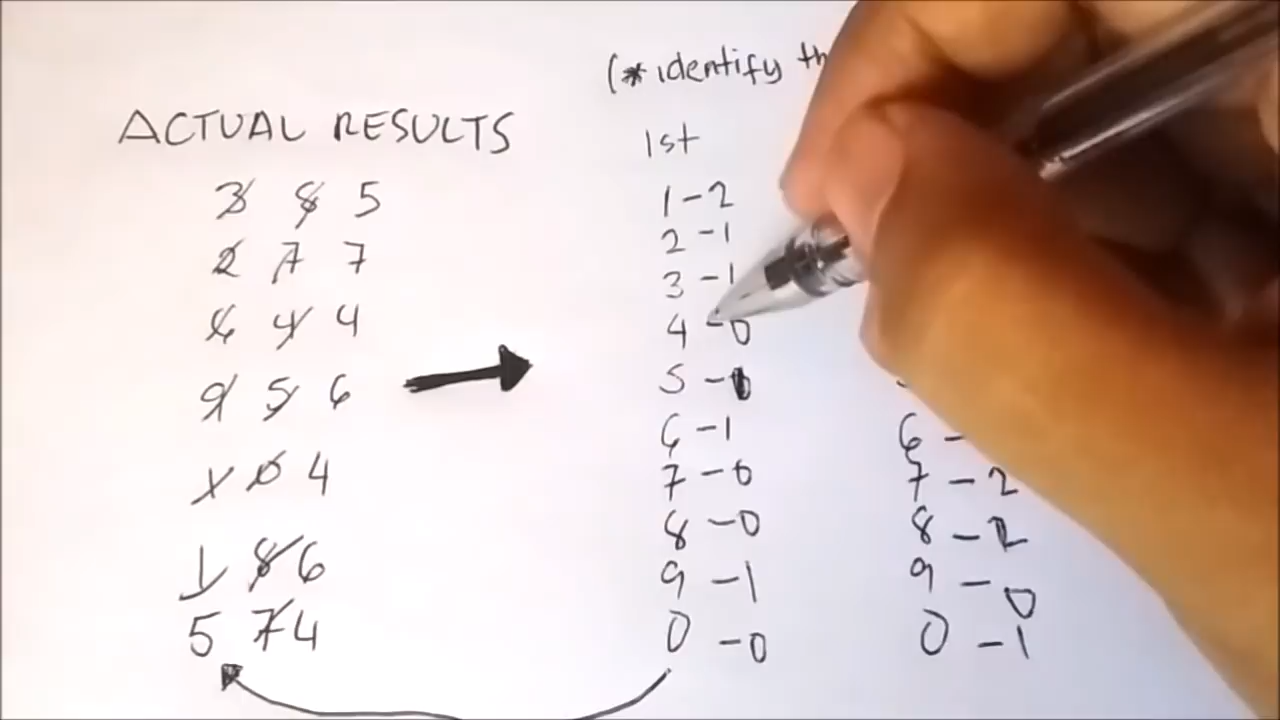 (*identify th
ACTUAL RESULTS
3 8 5
2 7 7
6 4 4
9 5 6
1 0 4
1 8 6
5 7 4
1st
1 - 2
2 - 1
3 - 1
4 - 0
5 -
6 - 1
7 - 0
8 - 0
9 - 1
0 - 0
6 -
7 - 2
8 - 2
9 - 0
0 - 1